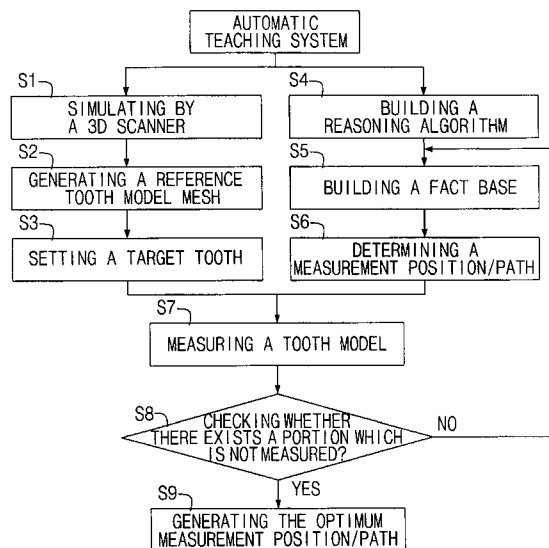 AUTOMATIC
TEACHING SYSTEM
S1
SIMULATING BY
A 3D SCANNER
S2
GENERATING A REFERENCE
TOOTH MODEL MESH
S3
SETTING A TARGET TOOTH
S4
BUILDING A
REASONING ALGORITHM
S5
BUILDING A FACT BASE
S6
DETERMINING A
MEASUREMENT POSITION/PATH
S7
MEASURING A TOOTH MODEL
S8
CHECKING WHETHER
THERE EXISTS A PORTION WHICH
IS NOT MEASURED?
NO
YES
S9
GENERATING THE OPTIMUM
MEASUREMENT POSITION/PATH